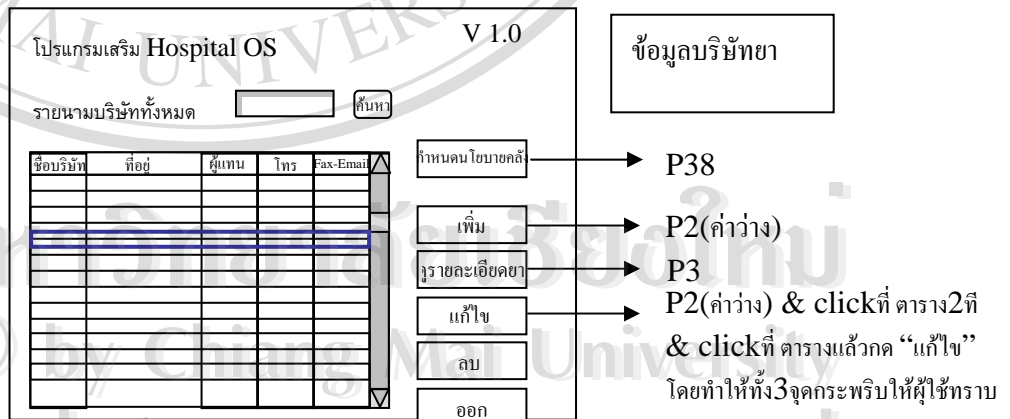 โปรแกรมเสริม Hospital OS V 1.0
ข้อมูลบริษัทยา
รายนามบริษัททั้งหมด ค้นหา
ชื่อบริษัท ที่อยู่ ผู้แทน โทร Fax-Email
กำหนดนโยบายคลัง P38
เพิ่ม P2(ค่าว่าง)
ดูรายละเอียดยา P3
แก้ไข P2(ค่าว่าง) & clickที่ ตาราง2ที
& clickที่ ตารางแล้วกด “แก้ไข”
โดยทำให้ทั้ง3จุดกระพริบให้ผู้ใช้ทราบ
ลบ
ออก
AI UNIVER
by Chiang Mai University